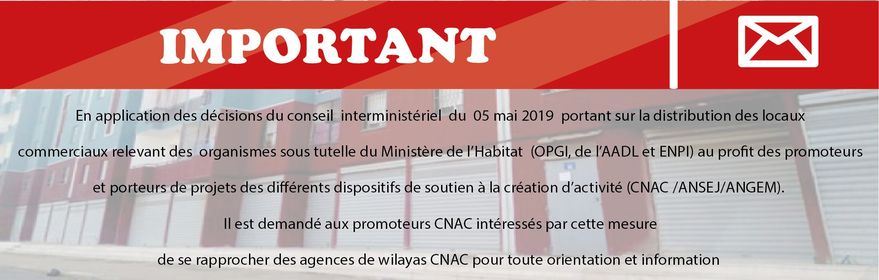 IMPORTANT
En application des décisions du conseil interministériel du 05 mai 2019 portant sur la distribution des locaux
commerciaux relevant des organismes sous tutelle du Ministère de l'Habitat (OPGI, de l'AADL et ENPI) au profit des promoteurs
et porteurs de projets des différents dispositifs de soutien à la création d'activité (CNAC /ANSEJ/ANGEM).
Il est demandé aux promoteurs CNAC intéressés par cette mesure
de se rapprocher des agences de wilayas CNAC pour toute orientation et information